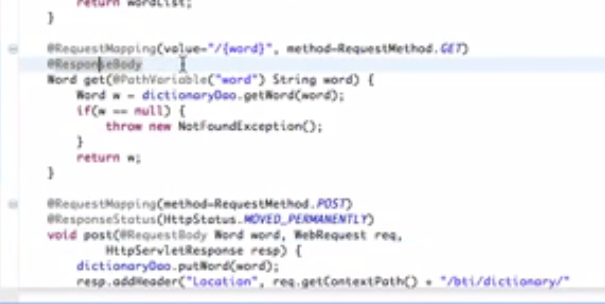 return wordList;
}
@RequestMapping(value="/{word}", method=RequestMethod.GET)
@ResponseBody
Word get(@PathVariable("word") String word) {
Word w = dictionaryDao.getWord(word);
if(w == null) {
throw new NotFoundException();
}
return w;
}
@RequestMapping(method=RequestMethod.POST)
@ResponseStatus(HttpStatus.MOVED_PERMANENTLY)
void post(@RequestBody Word word, WebRequest req,
HttpServletResponse resp) {
dictionaryDao.putWord(word);
resp.addHeader("Location", req.getContextPath() + "/bti/dictionary/"